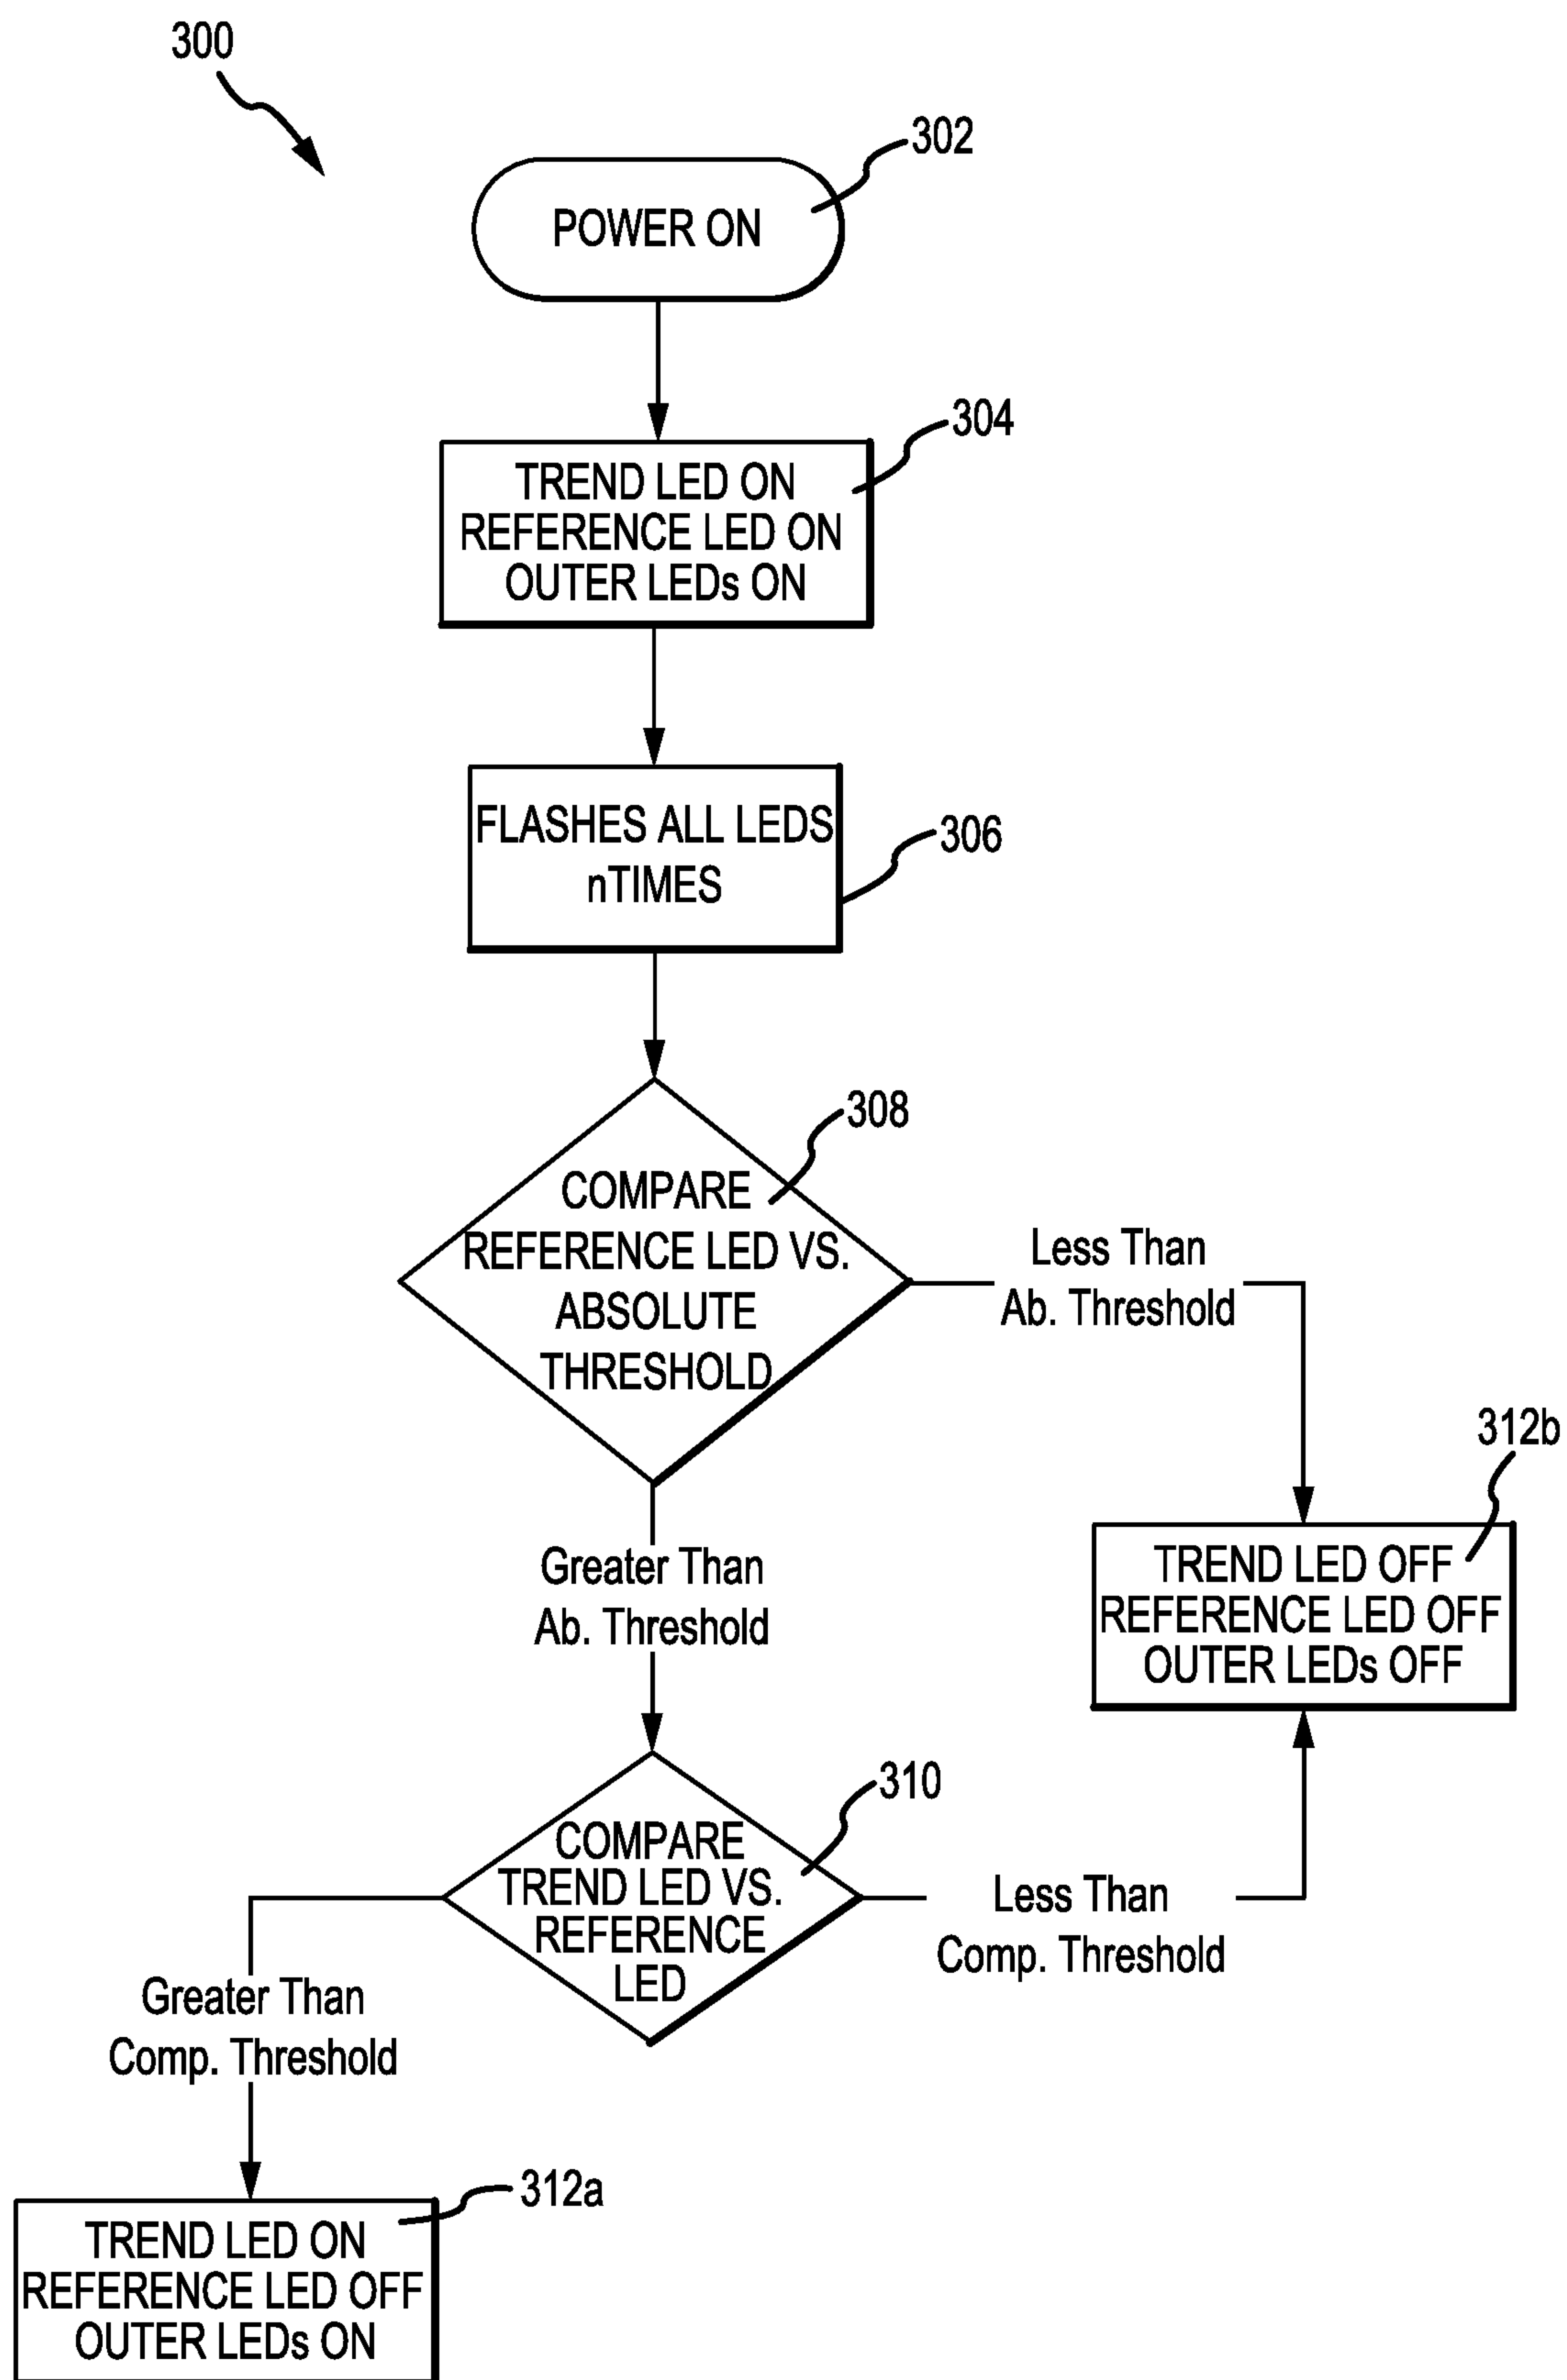 300
302
POWER ON
304
TREND LED ON
REFERENCE LED ON
OUTER LEDs ON
306
FLASHES ALL LEDS
nTIMES
308
COMPARE
REFERENCE LED VS.
ABSOLUTE
THRESHOLD
Less Than
Ab. Threshold
312b
TREND LED OFF
REFERENCE LED OFF
OUTER LEDs OFF
Greater Than
Ab. Threshold
310
COMPARE
TREND LED VS.
REFERENCE
LED
Less Than
Comp. Threshold
Greater Than
Comp. Threshold
312a
TREND LED ON
REFERENCE LED OFF
OUTER LEDs ON